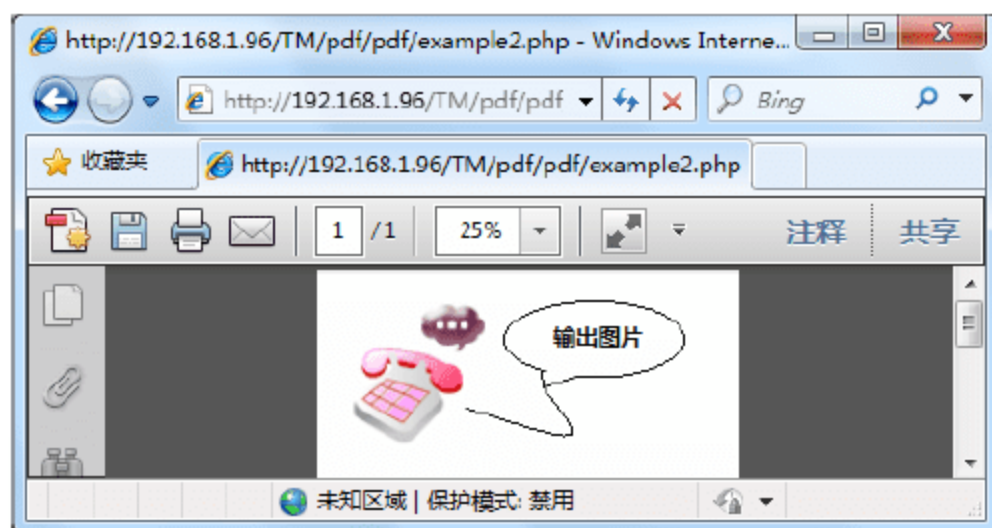 http://192.168.1.96/TM/pdf/pdf/example2.php - Windows Interne...
http://192.168.1.96/TM/pdf/pdf
Bing
收藏夹
http://192.168.1.96/TM/pdf/pdf/example2.php
1 /1
25%
注释
共享
输出图片
未知区域 | 保护模式: 禁用